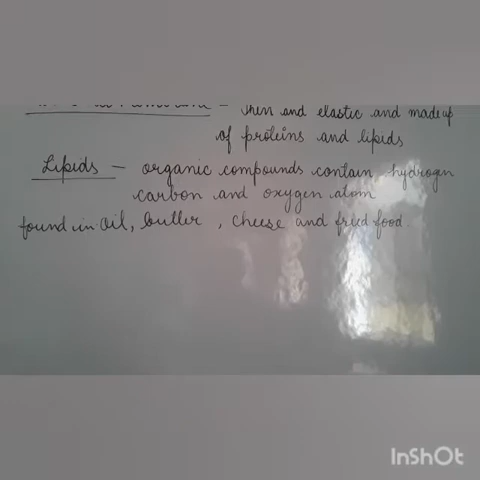 Membrane - thin and elastic and made up
of proteins and lipids
Lipids - organic compounds contain hydrogen
carbon and oxygen atom
found in oil, butter, cheese and fried food.
InShOt